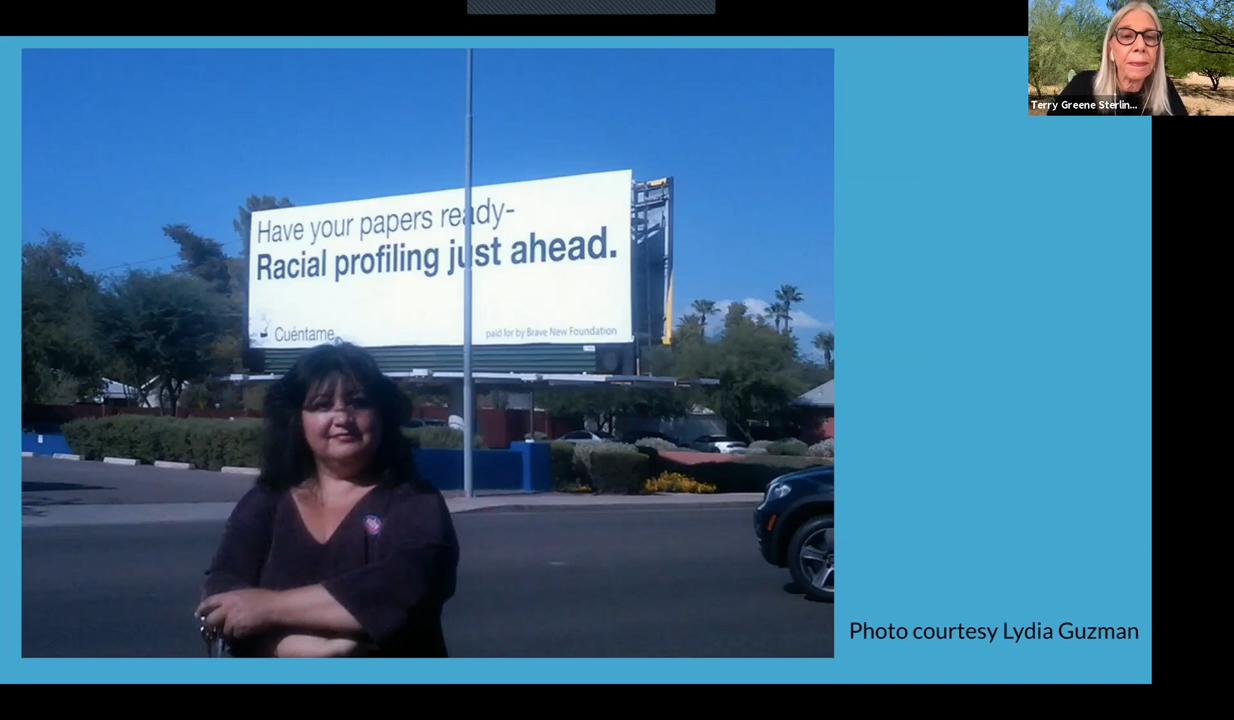 Terry Greene Sterlin...
Have your papers ready-
Racial profiling just ahead.
Cuéntame
paid for by Brave New Foundation
Photo courtesy Lydia Guzman